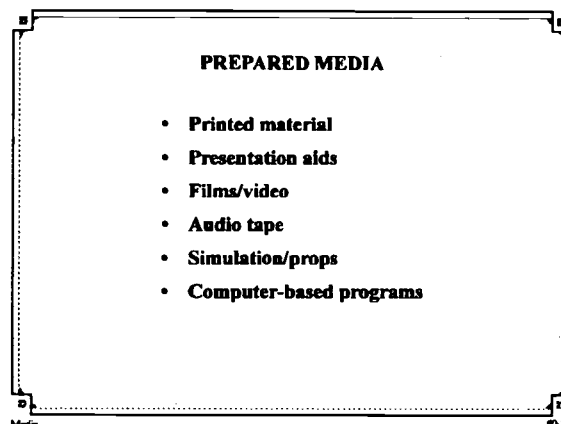 PREPARED MEDIA
• Printed material
• Presentation aids
• Films/video
• Audio tape
• Simulation/props
• Computer-based programs